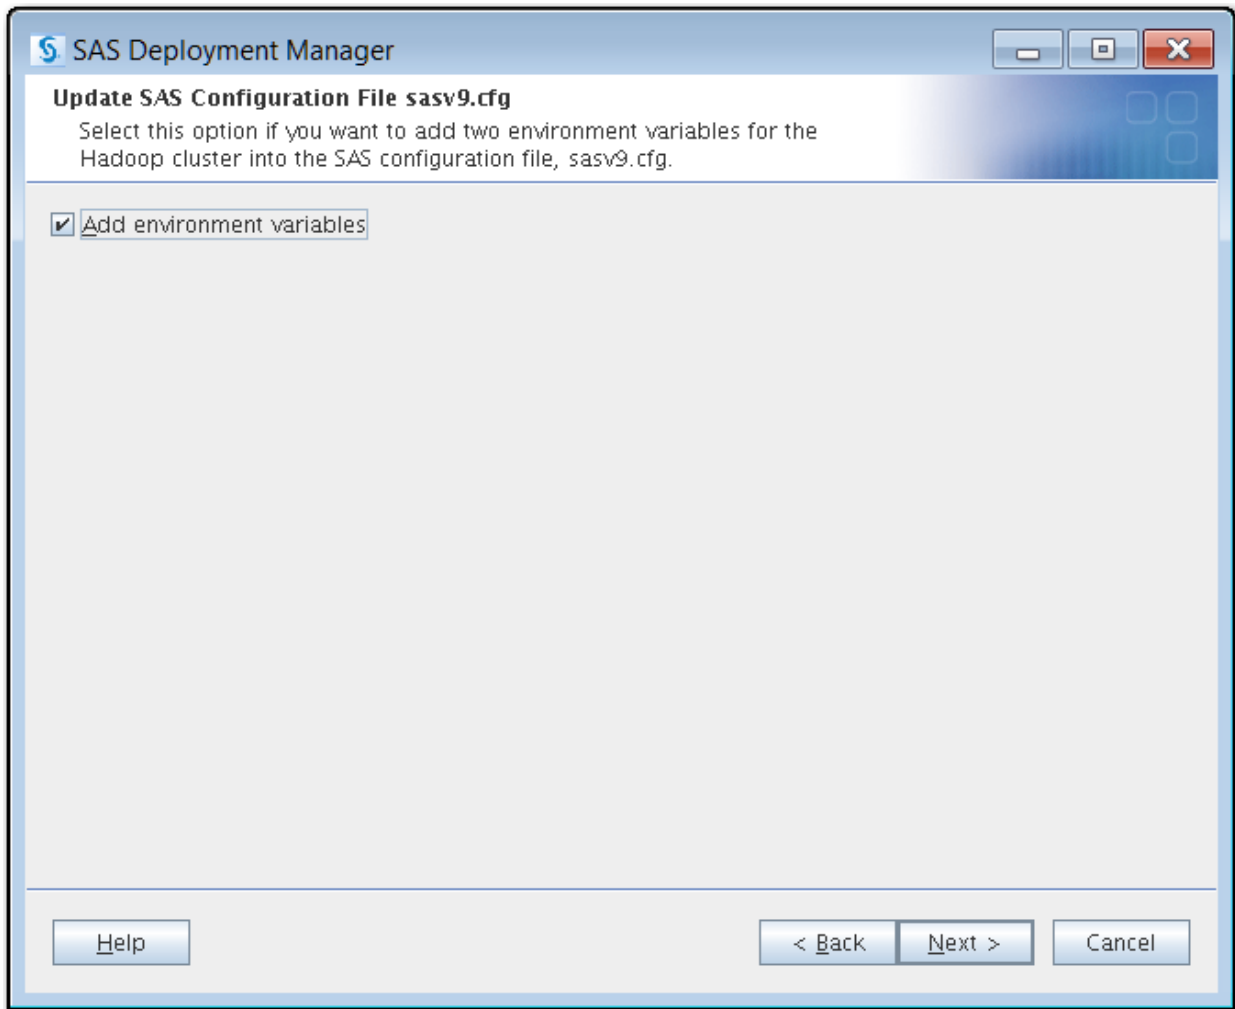 SAS Deployment Manager
Update SAS Configuration File sasv9.cfg
Select this option if you want to add two environment variables for the
Hadoop cluster into the SAS configuration file, sasv9.cfg.
Add environment variables
Help
< Back
Next >
Cancel